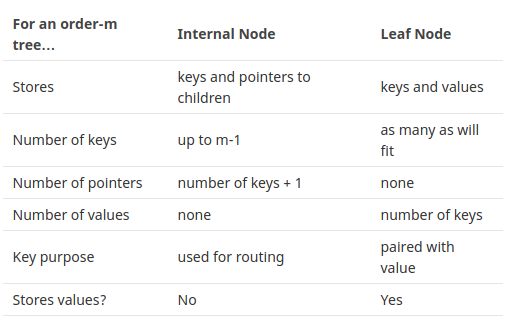 For an order-m
tree...
Internal Node
Leaf Node
Stores
keys and pointers to
children
keys and values
Number of keys
up to m-1
as many as will
fit
Number of pointers
number of keys + 1
none
Number of values
none
number of keys
Key purpose
used for routing
paired with
value
Stores values?
No
Yes